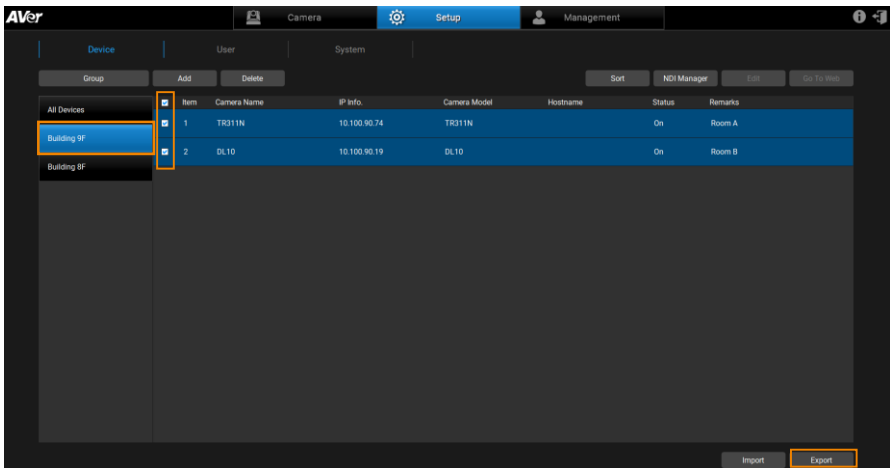 AVer Camera Setup Management
Device User System
Group Add Delete Sort NDI Manager Edit Go To Web
All Devices
Building 9F
Building 8F
Item Camera Name IP Info. Camera Model Hostname Status Remarks
1 TR311N 10.100.90.74 TR311N On Room A
2 DL10 10.100.90.19 DL10 On Room B
Import Export